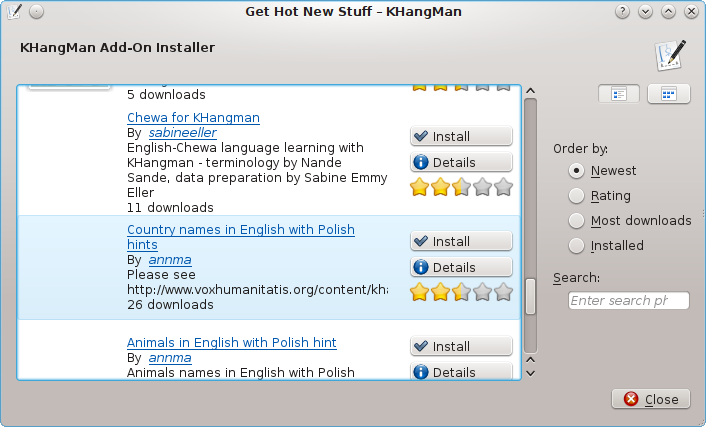 Get Hot New Stuff – KHangMan
KHangMan Add-On Installer
5 downloads
Chewa for KHangman
By sabineeller
English-Chewa language learning with
KHangman - terminology by Nande
Sande, data preparation by Sabine Emmy
Eller
11 downloads
Install
Details
Country names in English with Polish
hints
By annma
Please see
http://www.voxhumanitatis.org/content/kha
26 downloads
Install
Details
Animals in English with Polish hint
By annma
Animals names in English with Polish
Install
Details
Order by:
Newest
Rating
Most downloads
Installed
Search:
Enter search ph
Close